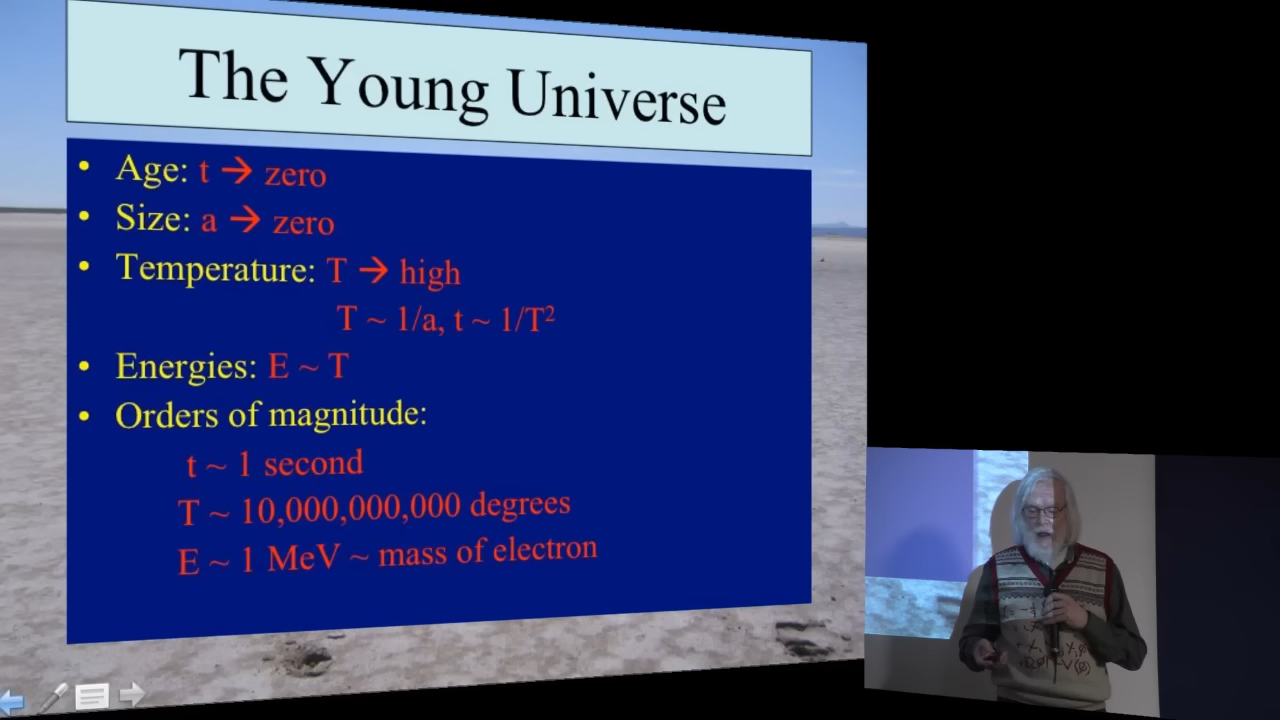 The Young Universe
• Age: t → zero
• Size: a → zero
• Temperature: T → high
T ~ 1/a, t ~ 1/T²
• Energies: E ~ T
• Orders of magnitude:
t ~ 1 second
T ~ 10,000,000,000 degrees
E ~ 1 MeV ~ mass of electron